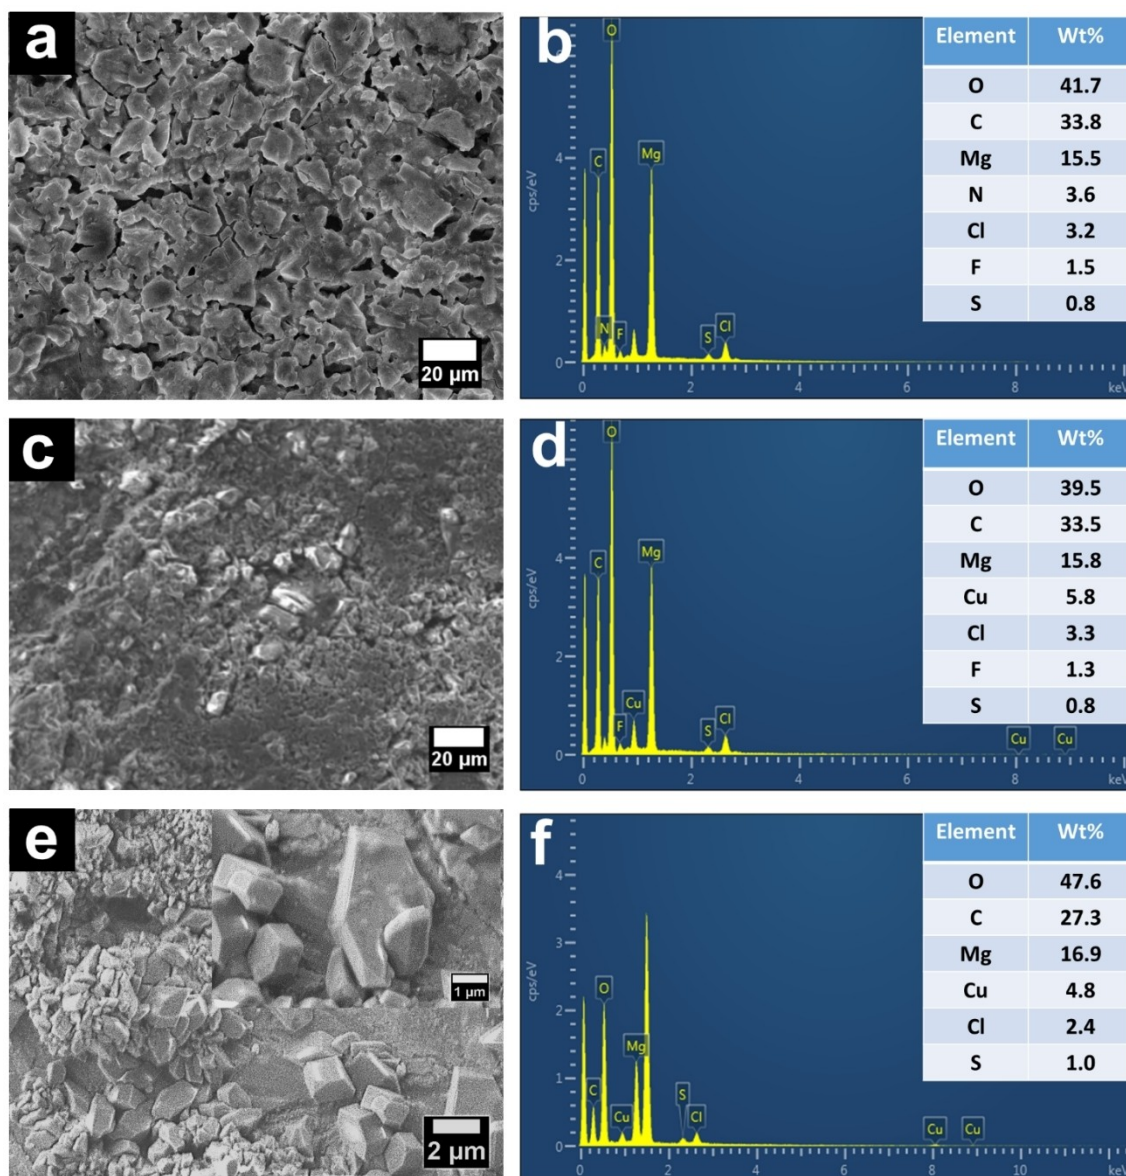 a
20 µm
b
O
C
Mg
N
F
S
Cl
4
2
0
cps/eV
0 2 4 6 8 keV
Element Wt%
O 41.7
C 33.8
Mg 15.5
N 3.6
Cl 3.2
F 1.5
S 0.8
c
20 µm
d
O
C
Mg
F
Cu
S
Cl
Cu
Cu
4
2
0
cps/eV
0 2 4 6 8 keV
Element Wt%
O 39.5
C 33.5
Mg 15.8
Cu 5.8
Cl 3.3
F 1.3
S 0.8
e
1 µm
2 µm
f
O
C
Cu
Mg
S
Cl
Cu
Cu
4
3
2
1
0
cps/eV
0 2 4 6 8 10 keV
Element Wt%
O 47.6
C 27.3
Mg 16.9
Cu 4.8
Cl 2.4
S 1.0